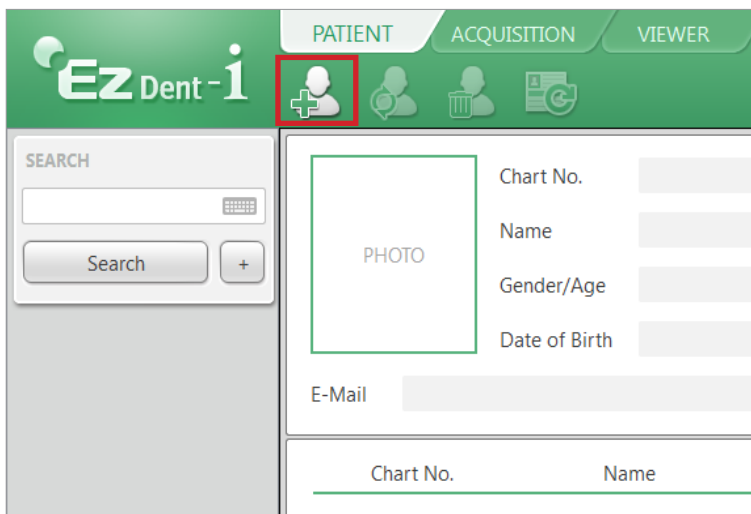 PATIENT ACQUISITION VIEWER
Ez Dent-i
SEARCH
Search +
PHOTO
Chart No.
Name
Gender/Age
Date of Birth
E-Mail
Chart No. Name